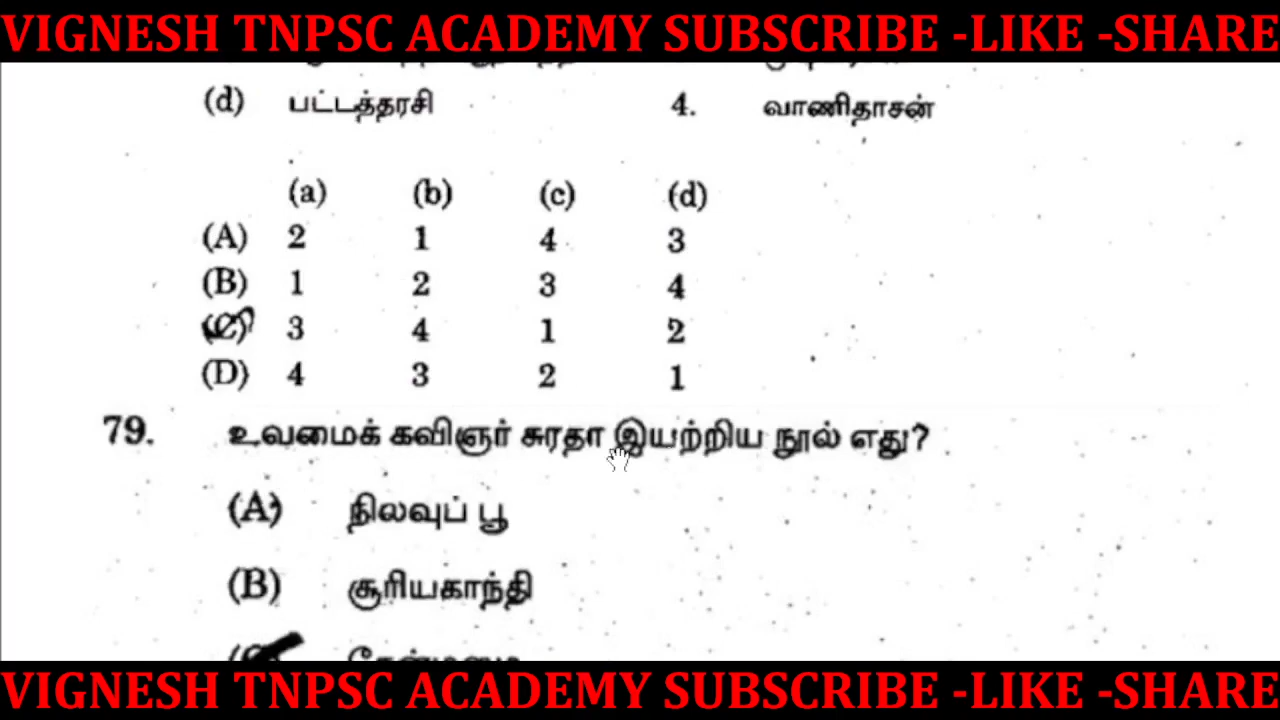 VIGNESH TNPSC ACADEMY SUBSCRIBE -LIKE -SHARE
(d) பட்டத்தரசி 4. வாணிதாசன்
(a) (b) (c) (d)
(A) 2 1 4 3
(B) 1 2 3 4
(C) 3 4 1 2
(D) 4 3 2 1
79. உவமைக் கவிஞர் சுரதா இயற்றிய நூல் எது?
(A) நிலவுப் பூ
(B) சூரியகாந்தி
VIGNESH TNPSC ACADEMY SUBSCRIBE -LIKE -SHARE